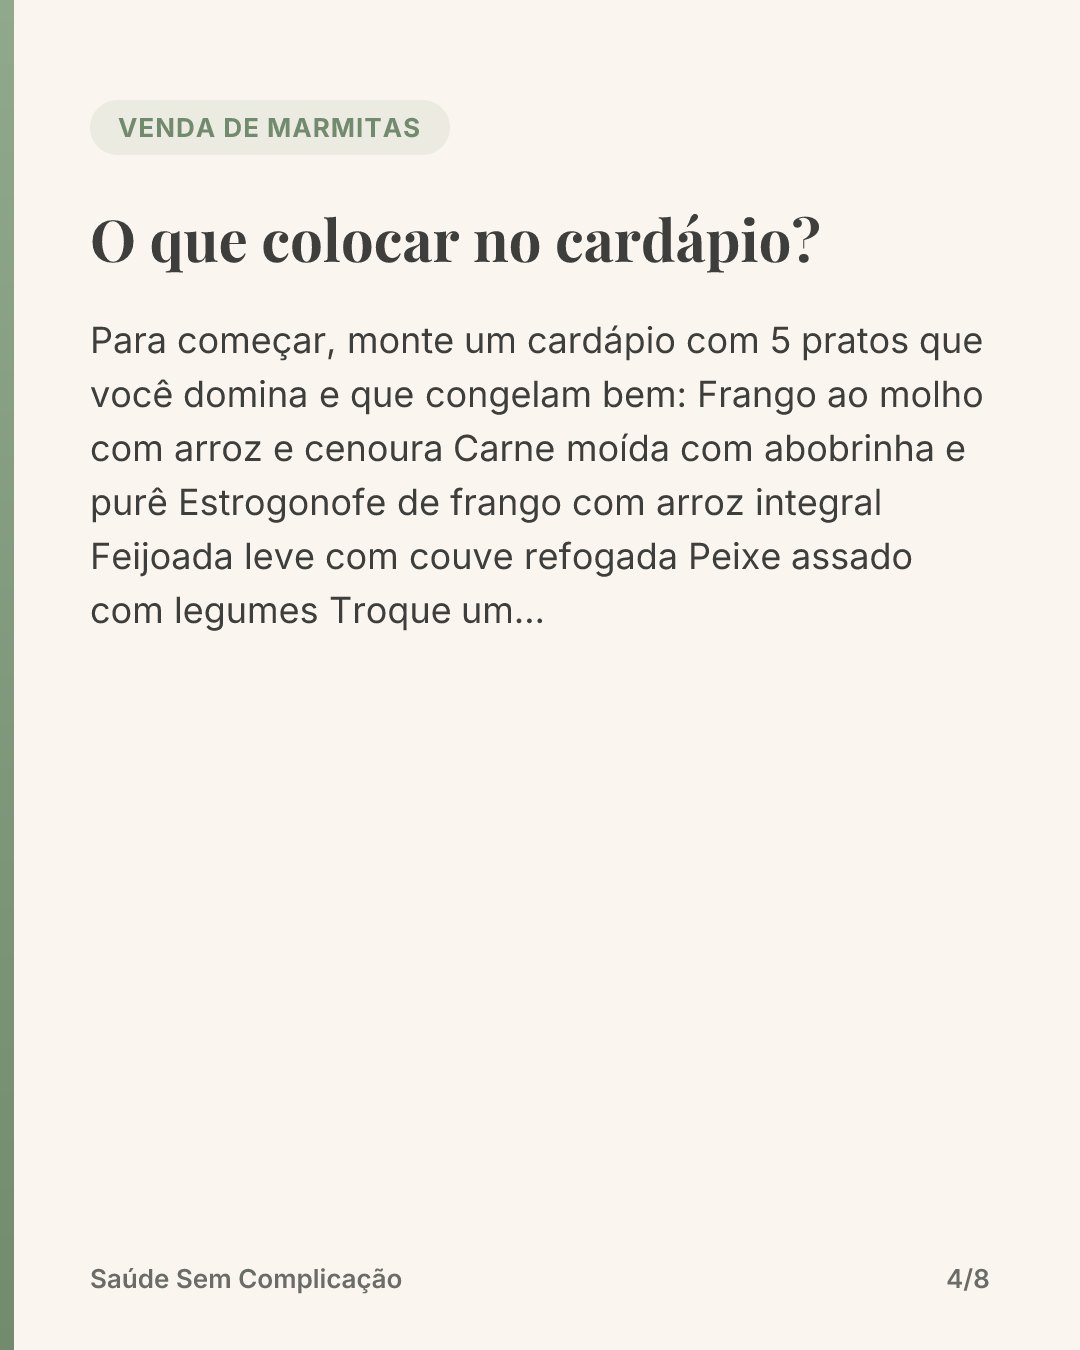 VENDA DE MARMITAS
O que colocar no cardápio?
Para começar, monte um cardápio com 5 pratos que
você domina e que congelam bem: Frango ao molho
com arroz e cenoura Carne moída com abobrinha e
purê Estrogonofe de frango com arroz integral
Feijoada leve com couve refogada Peixe assado
com legumes Troque um...
Saúde Sem Complicação
4/8